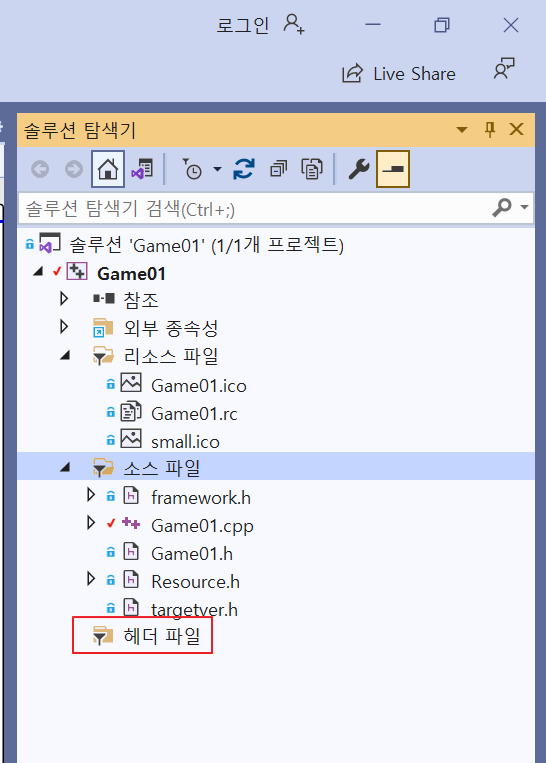 로그인
Live Share
솔루션 탐색기
솔루션 탐색기 검색(Ctrl+;)
솔루션 'Game01' (1/1개 프로젝트)
Game01
참조
외부 종속성
리소스 파일
Game01.ico
Game01.rc
small.ico
소스 파일
framework.h
Game01.cpp
Game01.h
Resource.h
targetver.h
헤더 파일